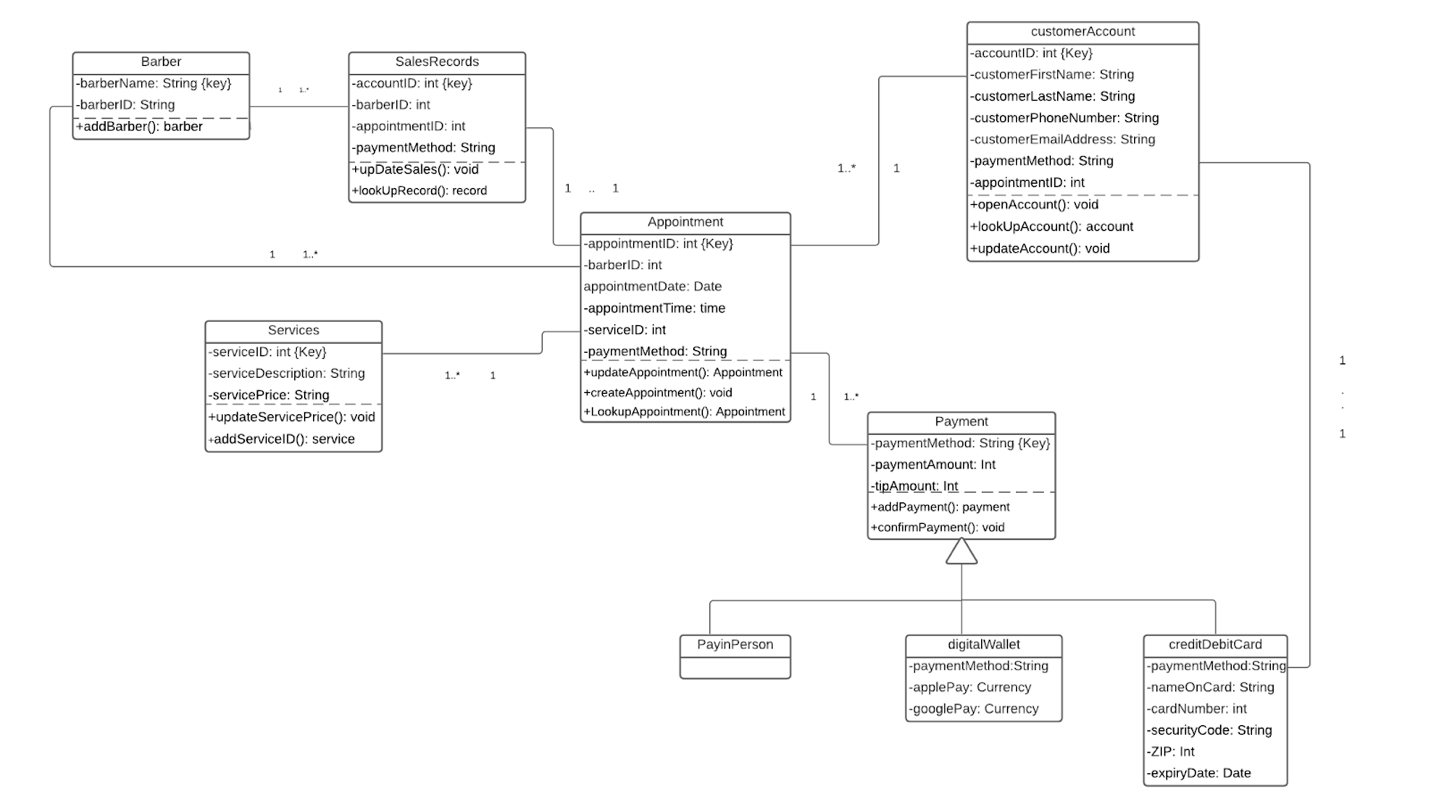 Barber
-barberName: String {key}
-barberID: String
+addBarber(): barber
1 1..*
SalesRecords
-accountID: int {key}
-barberID: int
-appointmentID: int
-paymentMethod: String
+upDateSales(): void
+lookUpRecord(): record
1 .. 1
customerAccount
-accountID: int {Key}
-customerFirstName: String
-customerLastName: String
-customerPhoneNumber: String
-customerEmailAddress: String
-paymentMethod: String
-appointmentID: int
+openAccount(): void
+lookUpAccount(): account
+updateAccount(): void
1..* 1
1 1..*
Appointment
-appointmentID: int {Key}
-barberID: int
appointmentDate: Date
-appointmentTime: time
-serviceID: int
-paymentMethod: String
+updateAppointment(): Appointment
+createAppointment(): void
+LookupAppointment(): Appointment
Services
-serviceID: int {Key}
-serviceDescription: String
-servicePrice: String
+updateServicePrice(): void
+addServiceID(): service
1..* 1
1 1..*
1
.
.
1
Payment
-paymentMethod: String {Key}
-paymentAmount: Int
-tipAmount: Int
+addPayment(): payment
+confirmPayment(): void
PayinPerson
digitalWallet
-paymentMethod:String
-applePay: Currency
-googlePay: Currency
creditDebitCard
-paymentMethod:String
-nameOnCard: String
-cardNumber: int
-securityCode: String
-ZIP: Int
-expiryDate: Date